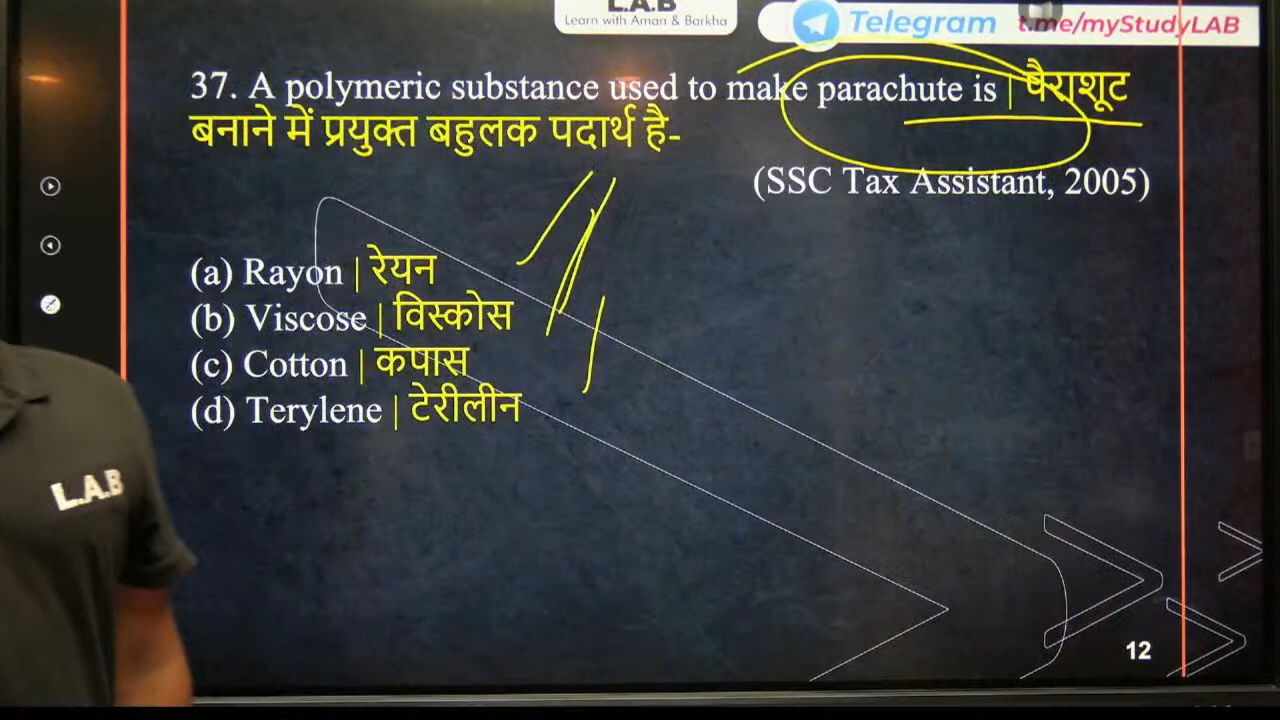 L.A.B
Learn with Aman & Barkha
Telegram t.me/myStudyLAB
37. A polymeric substance used to make parachute is | पैराशूट
बनाने में प्रयुक्त बहुलक पदार्थ है-
(SSC Tax Assistant, 2005)
(a) Rayon | रेयन
(b) Viscose | विस्कोस
(c) Cotton | कपास
(d) Terylene | टेरीलीन
L.A.B
12